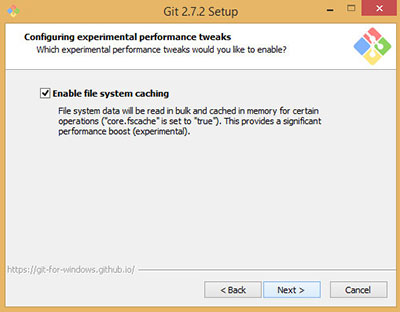 Git 2.7.2 Setup
Configuring experimental performance tweaks
Which experimental performance tweaks would you like to enable?
Enable file system caching
File system data will be read in bulk and cached in memory for certain
operations ("core.fscache" is set to "true"). This provides a significant
performance boost (experimental).
https://git-for-windows.github.io/
< Back Next > Cancel